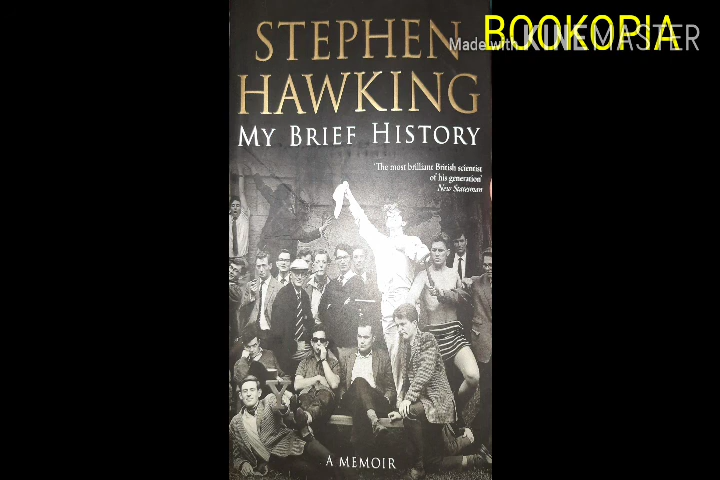 BOOKOPIA
Made with KINEMASTER
STEPHEN
HAWKING
MY BRIEF HISTORY
'The most brilliant British scientist
of his generation'
New Statesman
A MEMOIR